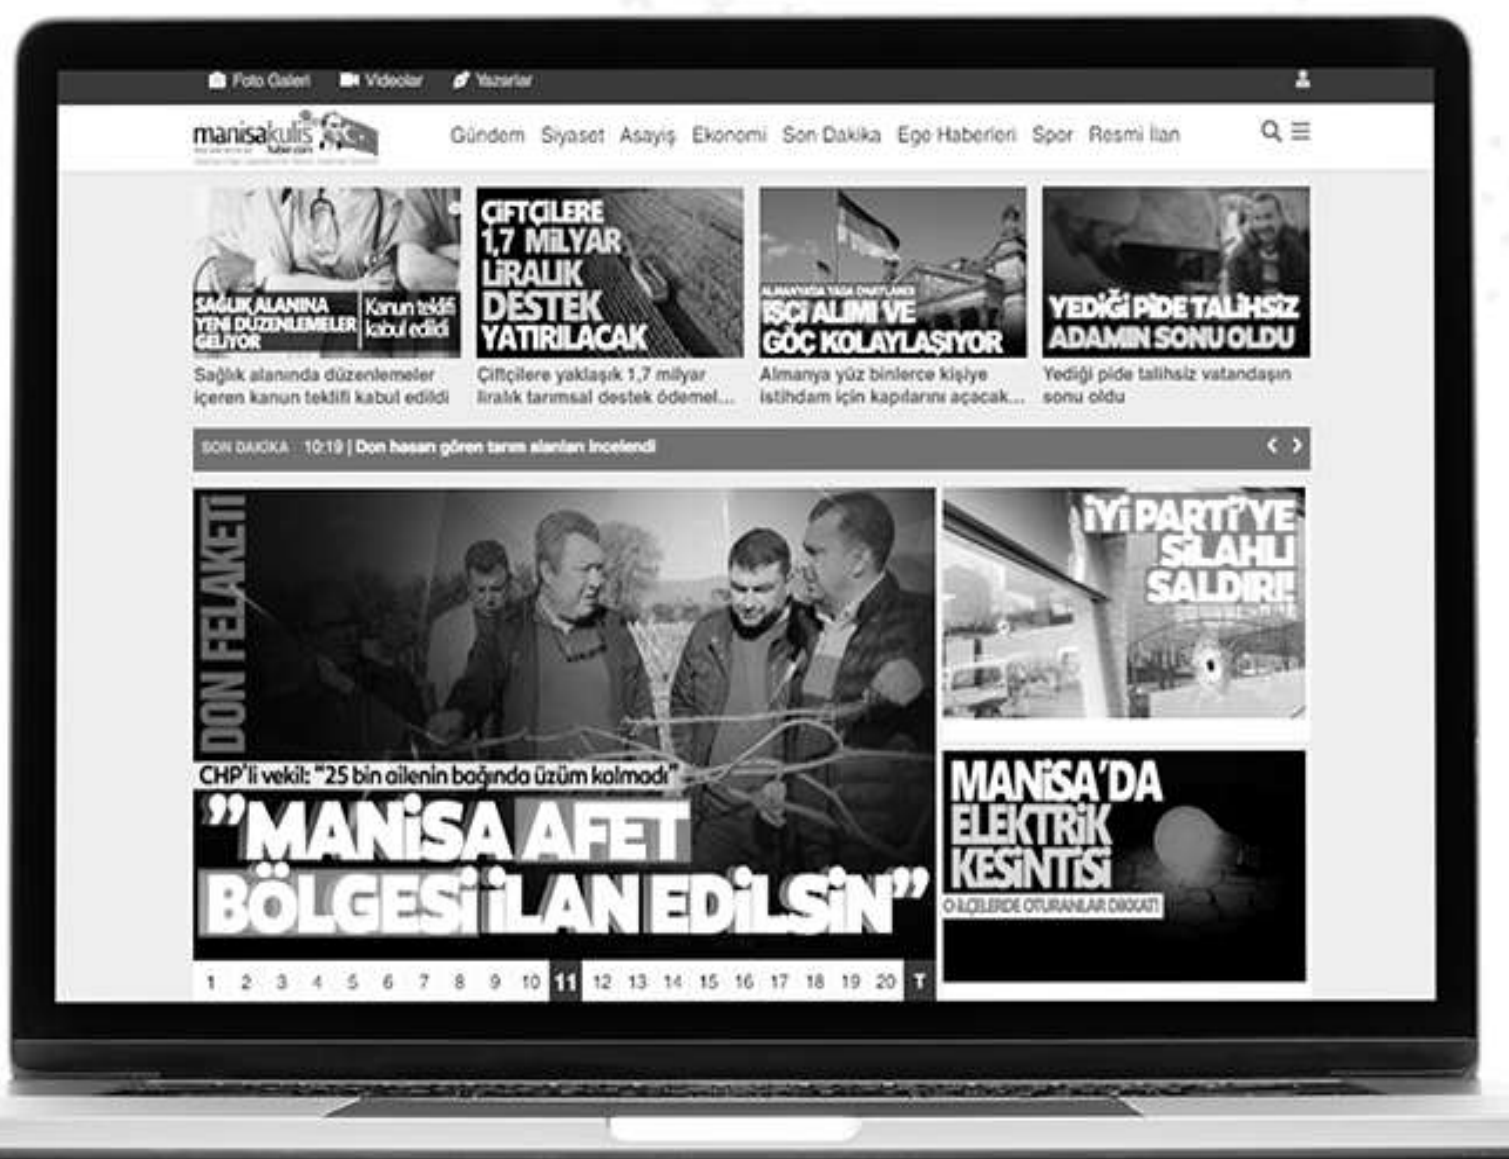 Foto Galeri Videolar Yazarlar
manisakulis
haber.com
Gündem Siyaset Asayiş Ekonomi Son Dakika Ege Haberleri Spor Resmi İlan
SAĞLIK ALANINA
YENİ DÜZENLEMELER
GELİYOR
Kanun teklifi
kabul edildi
Sağlık alanında düzenlemeler
içeren kanun teklifi kabul edildi
ÇİFTÇİLERE
1,7 MİLYAR
LİRALIK
DESTEK
YATIRILACAK
Çiftçilere yaklaşık 1,7 milyar
liralık tarımsal destek ödemel...
ALMANYA'DA YASA ONAYLANDI
İŞÇİ ALIMI VE
GÖÇ KOLAYLAŞIYOR
Almanya yüz binlerce kişiye
istihdam için kapılarını açacak...
YEDİĞİ PİDE TALİHSİZ
ADAMIN SONU OLDU
Yediği pide talihsiz vatandaşın
sonu oldu
SON DAKİKA 10:19 | Don hasarı gören tarım alanları incelendi
DON FELAKETİ
CHP'li vekil: "25 bin ailenin bağında üzüm kalmadı"
"MANİSA AFET
BÖLGESİ İLAN EDİLSİN"
1 2 3 4 5 6 7 8 9 10 11 12 13 14 15 16 17 18 19 20 T
İYİ PARTİ'YE
SİLAHLI
SALDIRI!
MANİSA'DA
ELEKTRİK
KESİNTİSİ
O İLÇELERDE OTURANLAR DİKKAT!